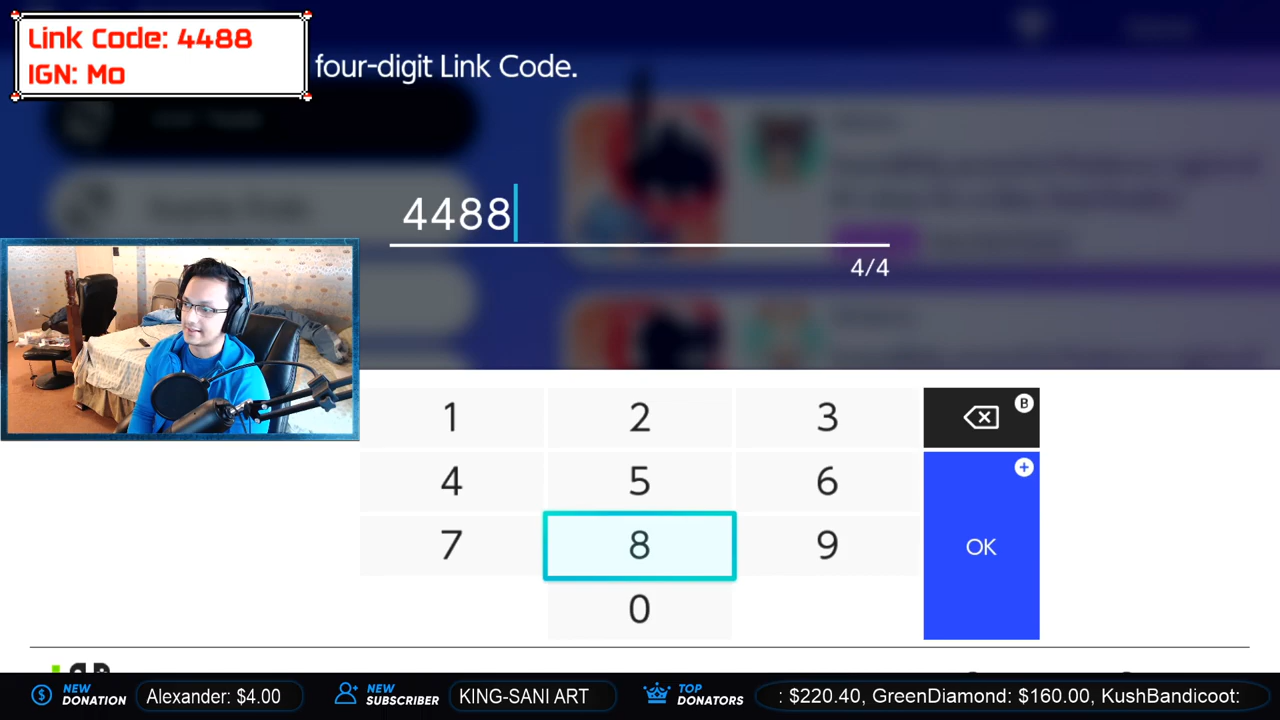 Link Code: 4488
IGN: Mo
four-digit Link Code.
4488
4/4
1 2 3 B
4 5 6 +
7 8 9 OK
0
NEW DONATION
Alexander: $4.00
NEW SUBSCRIBER
KING-SANI ART
TOP DONATORS
: $220.40, GreenDiamond: $160.00, KushBandicoot: